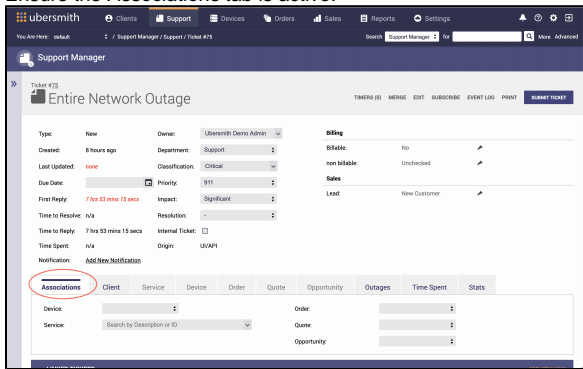 Ensure the Associations tab is active.
ubersmith Clients Support Devices Orders Sales Reports Settings
You Are Here: default / Support Manager / Support / Ticket #75 Search Support Manager for More Advanced
Support Manager
Ticket #75
Entire Network Outage TIMERS (0) MERGE EDIT SUBSCRIBE EVENT LOG PRINT SUBMIT TICKET
Type: New Owner: Ubersmith Demo Admin Billing
Created: 8 hours ago Department: Support Billable: No
Last Updated: none Classification: Critical non billable: Unchecked
Due Date: Priority: 911 Sales
First Reply: 7 hrs 53 mins 15 secs Impact: Significant Lead: New Customer
Time to Resolve: n/a Resolution: -
Time to Reply: 7 hrs 53 mins 15 secs Internal Ticket:
Time Spent: n/a Origin: UI/API
Notification: Add New Notification
Associations Client Service Device Order Quote Opportunity Outages Time Spent Stats
Device: Order:
Service: Search by Description or ID Quote:
Opportunity: